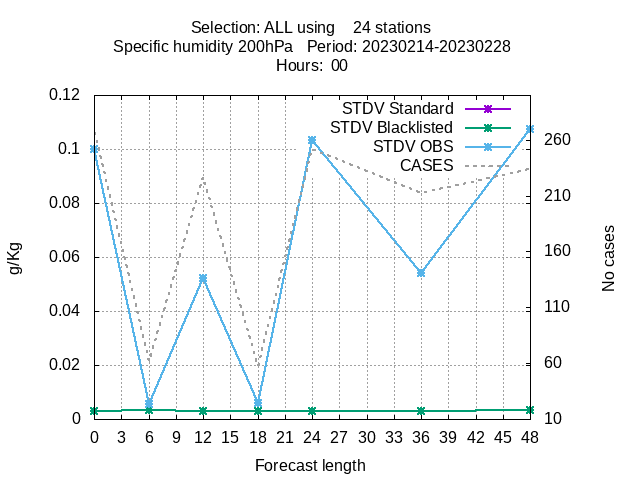 Selection: ALL using    24 stations
Specific humidity 200hPa   Period: 20230214-20230228
Hours:  00
STDV Standard
STDV Blacklisted
STDV OBS
CASES
0.12
0.1
0.08
0.06
0.04
0.02
0
g/Kg
260
210
160
110
60
10
No cases
0 3 6 9 12 15 18 21 24 27 30 33 36 39 42 45 48
Forecast length